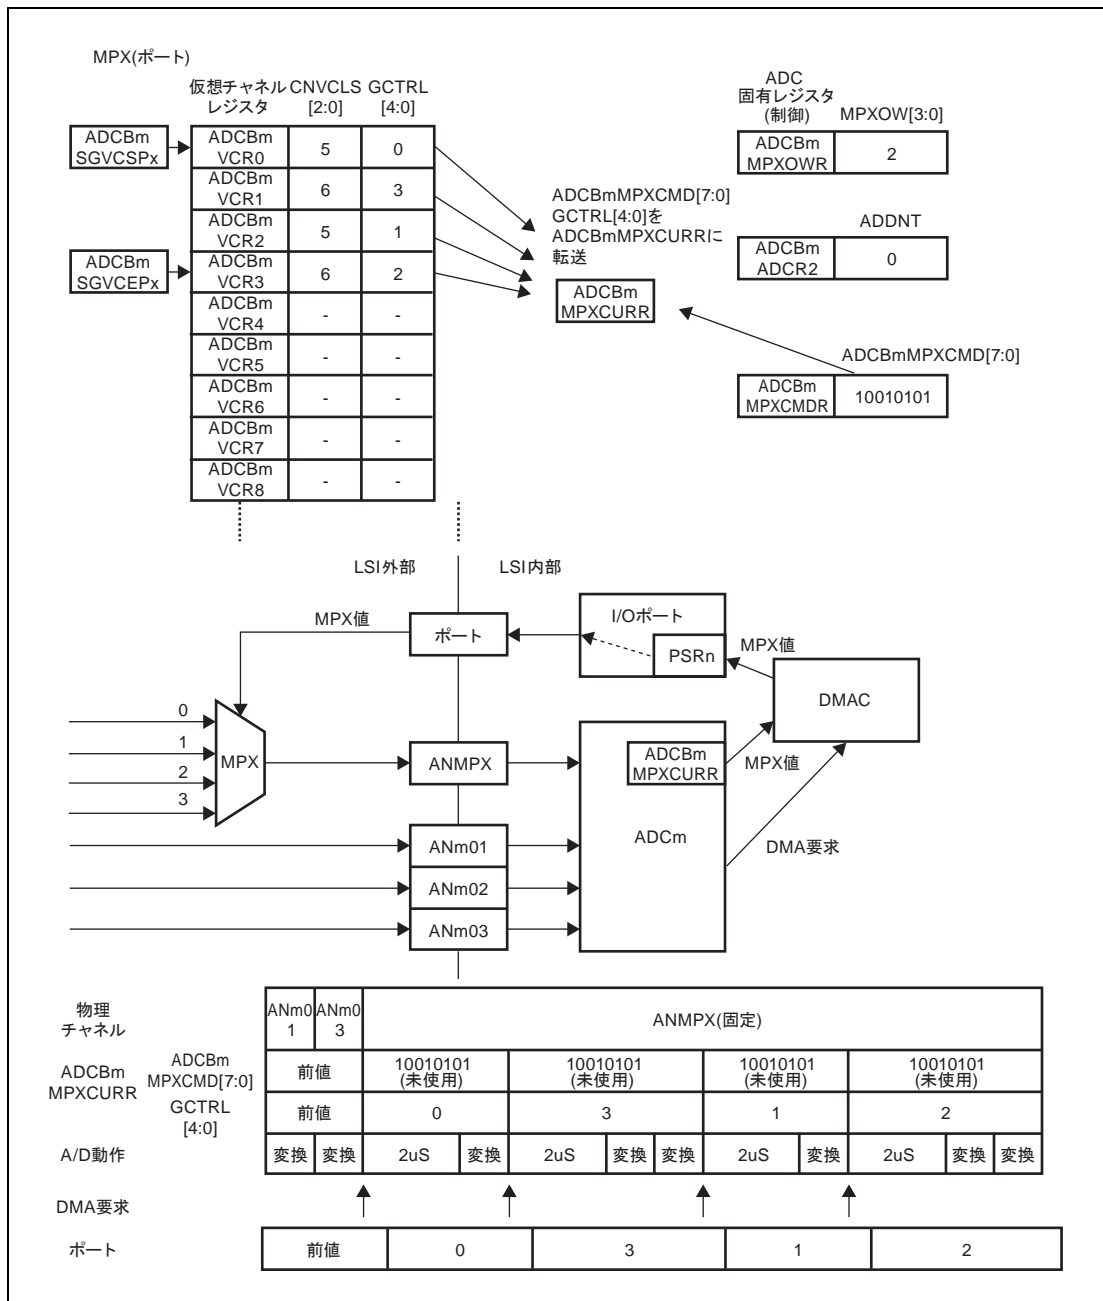 MPX(ポート)
仮想チャネル CNVCLS GCTRL
レジスタ [2:0] [4:0]
ADCBm
SGVCSPx
ADCBm
VCR0
5
0
ADCBm
VCR1
6
3
ADCBm
VCR2
5
1
ADCBm
SGVCEPx
ADCBm
VCR3
6
2
ADCBm
VCR4
-
-
ADCBm
VCR5
-
-
ADCBm
VCR6
-
-
ADCBm
VCR7
-
-
ADCBm
VCR8
-
-
ADCBmMPXCMD[7:0]
GCTRL[4:0]を
ADCBmMPXCURRに
転送
ADCBm
MPXCURR
ADC
固有レジスタ
(制御)
MPXOW[3:0]
ADCBm
MPXOWR
2
ADDNT
ADCBm
ADCR2
0
ADCBmMPXCMD[7:0]
ADCBm
MPXCMDR
10010101
LSI外部
LSI内部
MPX値
ポート
I/Oポート
PSRn
MPX値
DMAC
0
1
2
3
MPX
ANMPX
ADCBm
MPXCURR
MPX値
ADCm
DMA要求
ANm01
ANm02
ANm03
物理
チャネル
ANm0
1
ANm0
3
ANMPX(固定)
ADCBm
MPXCURR
ADCBm
MPXCMD[7:0]
前値
10010101
(未使用)
10010101
(未使用)
10010101
(未使用)
10010101
(未使用)
GCTRL
[4:0]
前値
0
3
1
2
A/D動作
変換
変換
2uS
変換
2uS
変換
変換
2uS
変換
2uS
変換
変換
DMA要求
ポート
前値
0
3
1
2